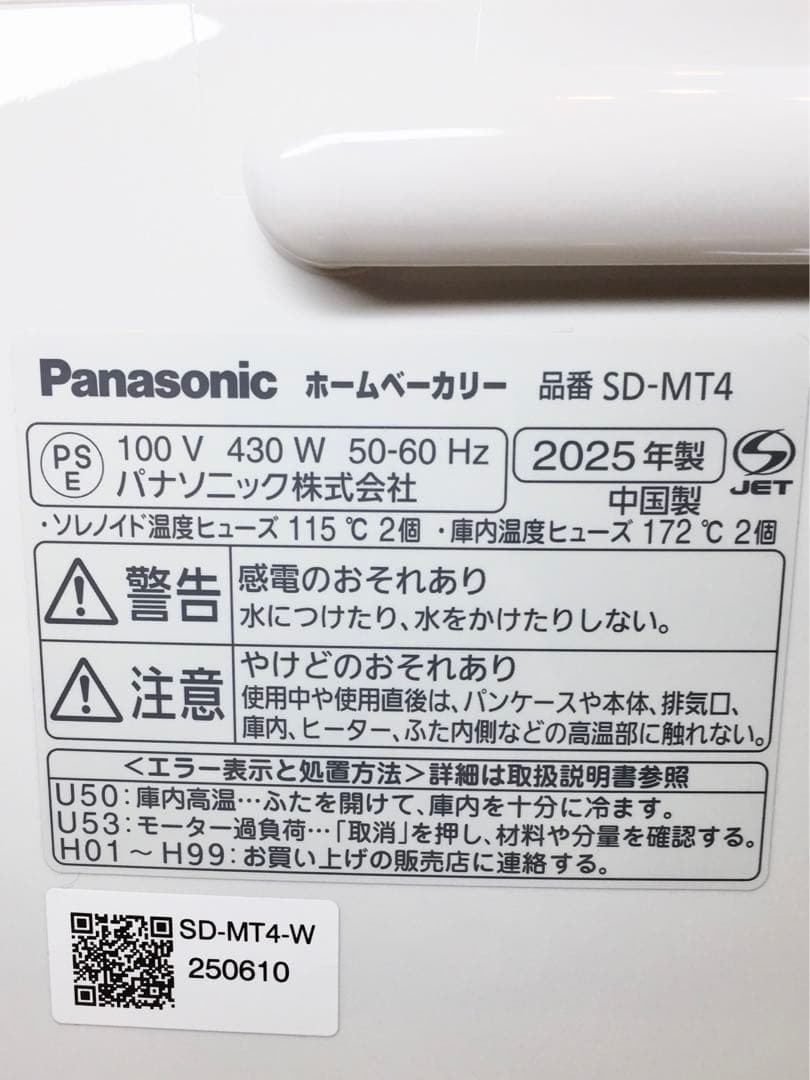 Panasonic ホームベーカリー 品番 SD-MT4
PS E 100 V 430 W 50-60 Hz 2025 年製
パナソニック株式会社 中国製 JET
・ソレノイド温度ヒューズ 115 ℃ 2個 ・庫内温度ヒューズ 172 ℃ 2個
警告 感電のおそれあり
水につけたり、水をかけたりしない。
注意 やけどのおそれあり
使用中や使用直後は、パンケースや本体、排気口、
庫内、ヒーター、ふた内側などの高温部に触れない。
＜エラー表示と処置方法＞詳細は取扱説明書参照
U50：庫内高温…ふたを開けて、庫内を十分に冷ます。
U53：モーター過負荷…「取消」を押し、材料や分量を確認する。
H01～H99：お買い上げの販売店に連絡する。
SD-MT4-W
250610